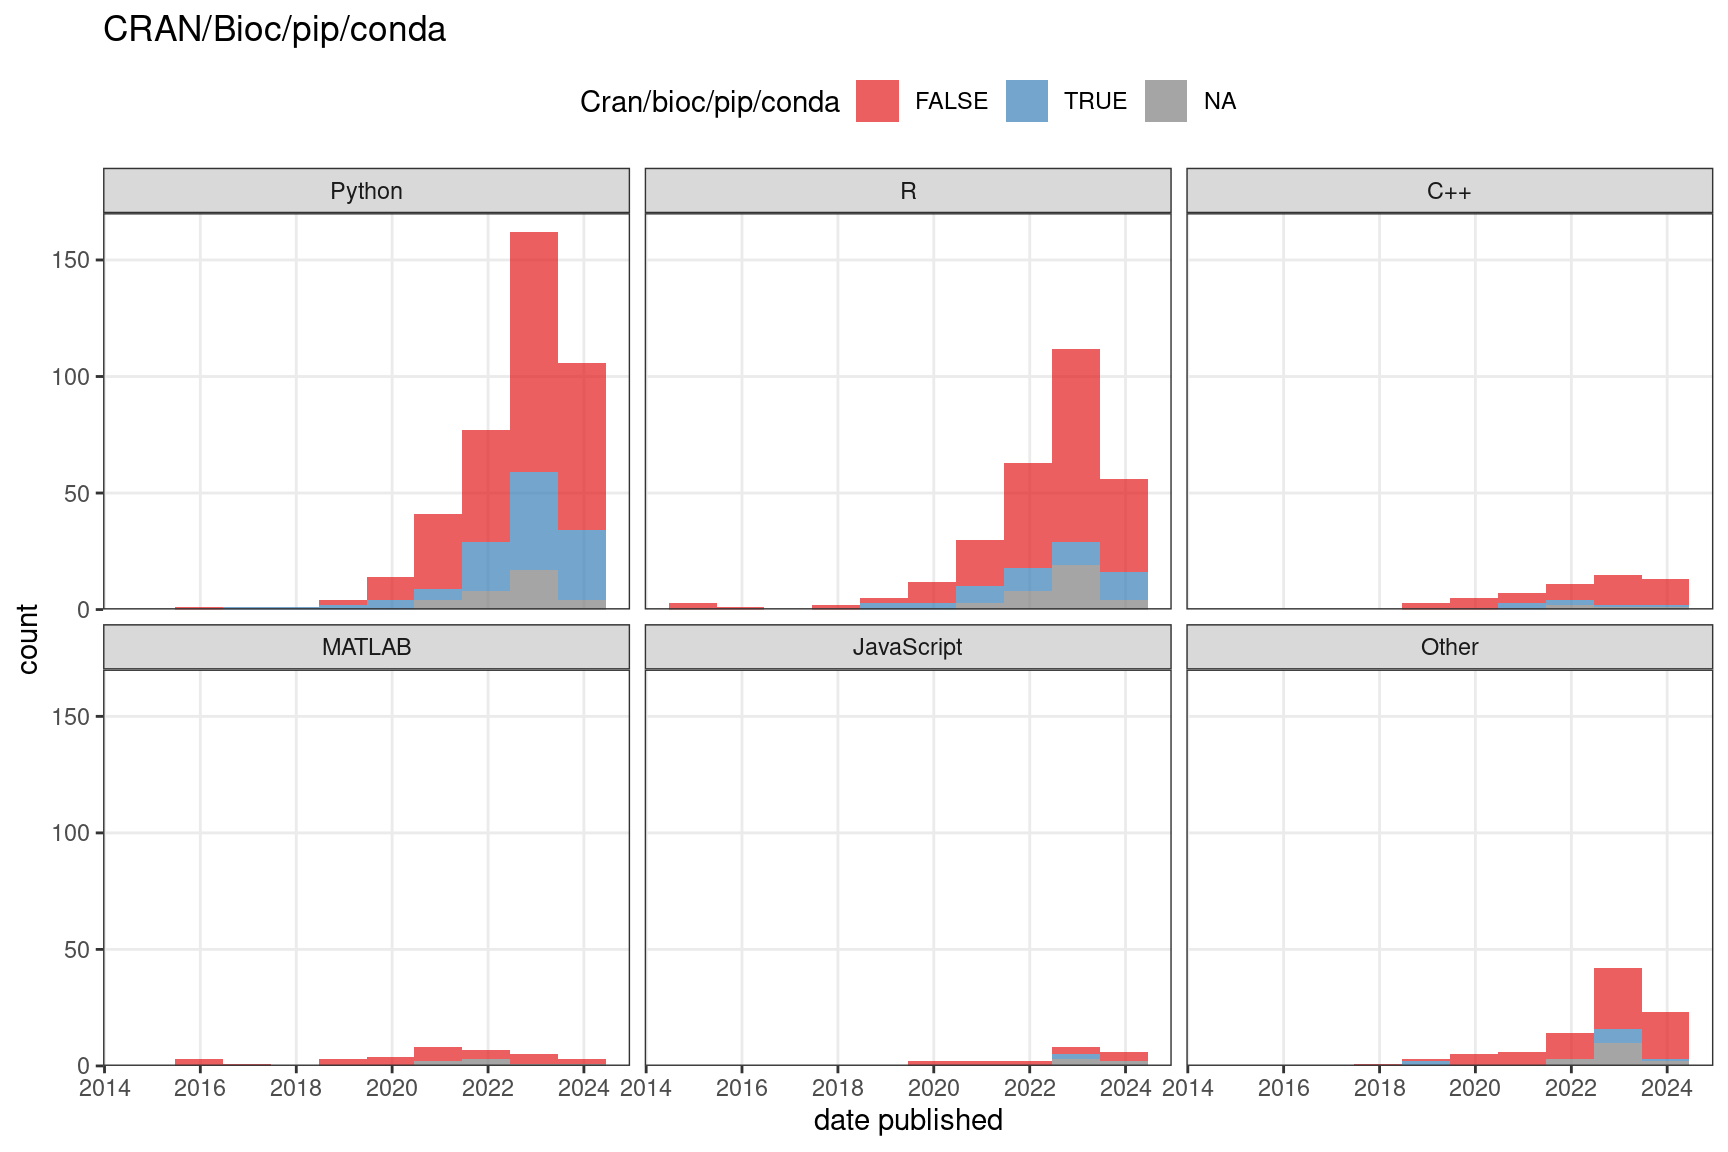 CRAN/Bioc/pip/conda
Cran/bioc/pip/conda FALSE TRUE NA
Python R C++
150
100
50
0
MATLAB JavaScript Other
150
100
50
0
count
2014 2016 2018 2020 2022 2024 2014 2016 2018 2020 2022 2024 2014 2016 2018 2020 2022 2024
date published